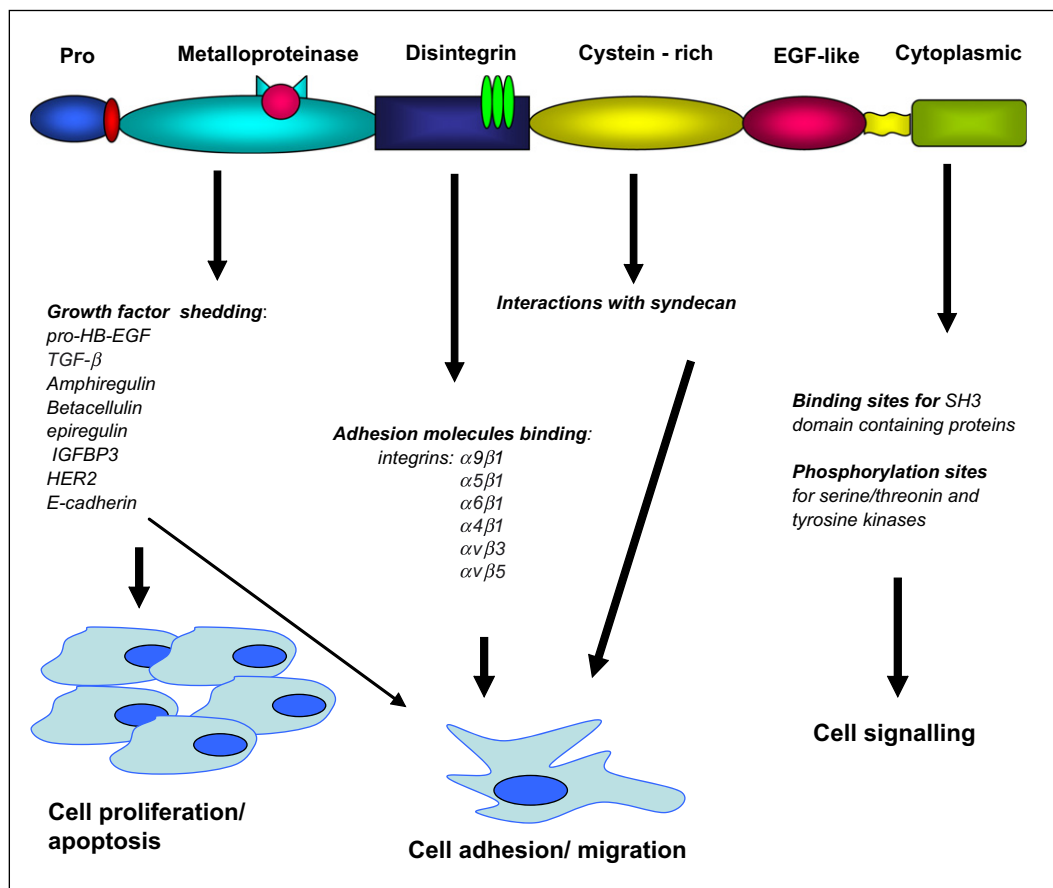 Pro
Metalloproteinase
Disintegrin
Cystein - rich
EGF-like
Cytoplasmic
Growth factor shedding:
pro-HB-EGF
TGF-β
Amphiregulin
Betacellulin
epiregulin
IGFBP3
HER2
E-cadherin
Adhesion molecules binding:
integrins: α9β1
α5β1
α6β1
α4β1
αvβ3
αvβ5
Interactions with syndecan
Binding sites for SH3
domain containing proteins
Phosphorylation sites
for serine/threonin and
tyrosine kinases
Cell proliferation/
apoptosis
Cell adhesion/ migration
Cell signalling